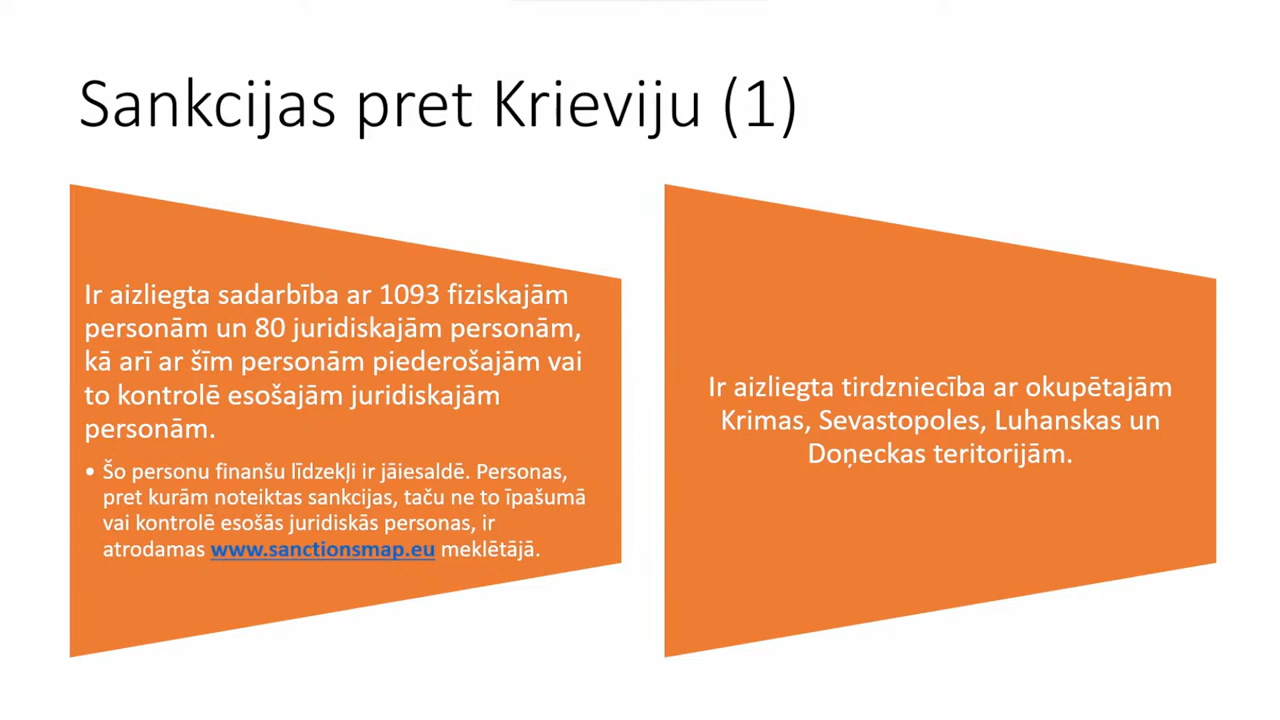 Sankcijas pret Krieviju (1)
Ir aizliegta sadarbība ar 1093 fiziskajām
personām un 80 juridiskajām personām,
kā arī ar šīm personām piederošajām vai
to kontrolē esošajām juridiskajām
personām.
• Šo personu finanšu līdzekļi ir jāiesaldē. Personas,
pret kurām noteiktas sankcijas, taču ne to īpašumā
vai kontrolē esošās juridiskās personas, ir
atrodamas www.sanctionsmap.eu meklētājā.
Ir aizliegta tirdzniecība ar okupētajām
Krimas, Sevastopoles, Luhanskas un
Doņeckas teritorijām.